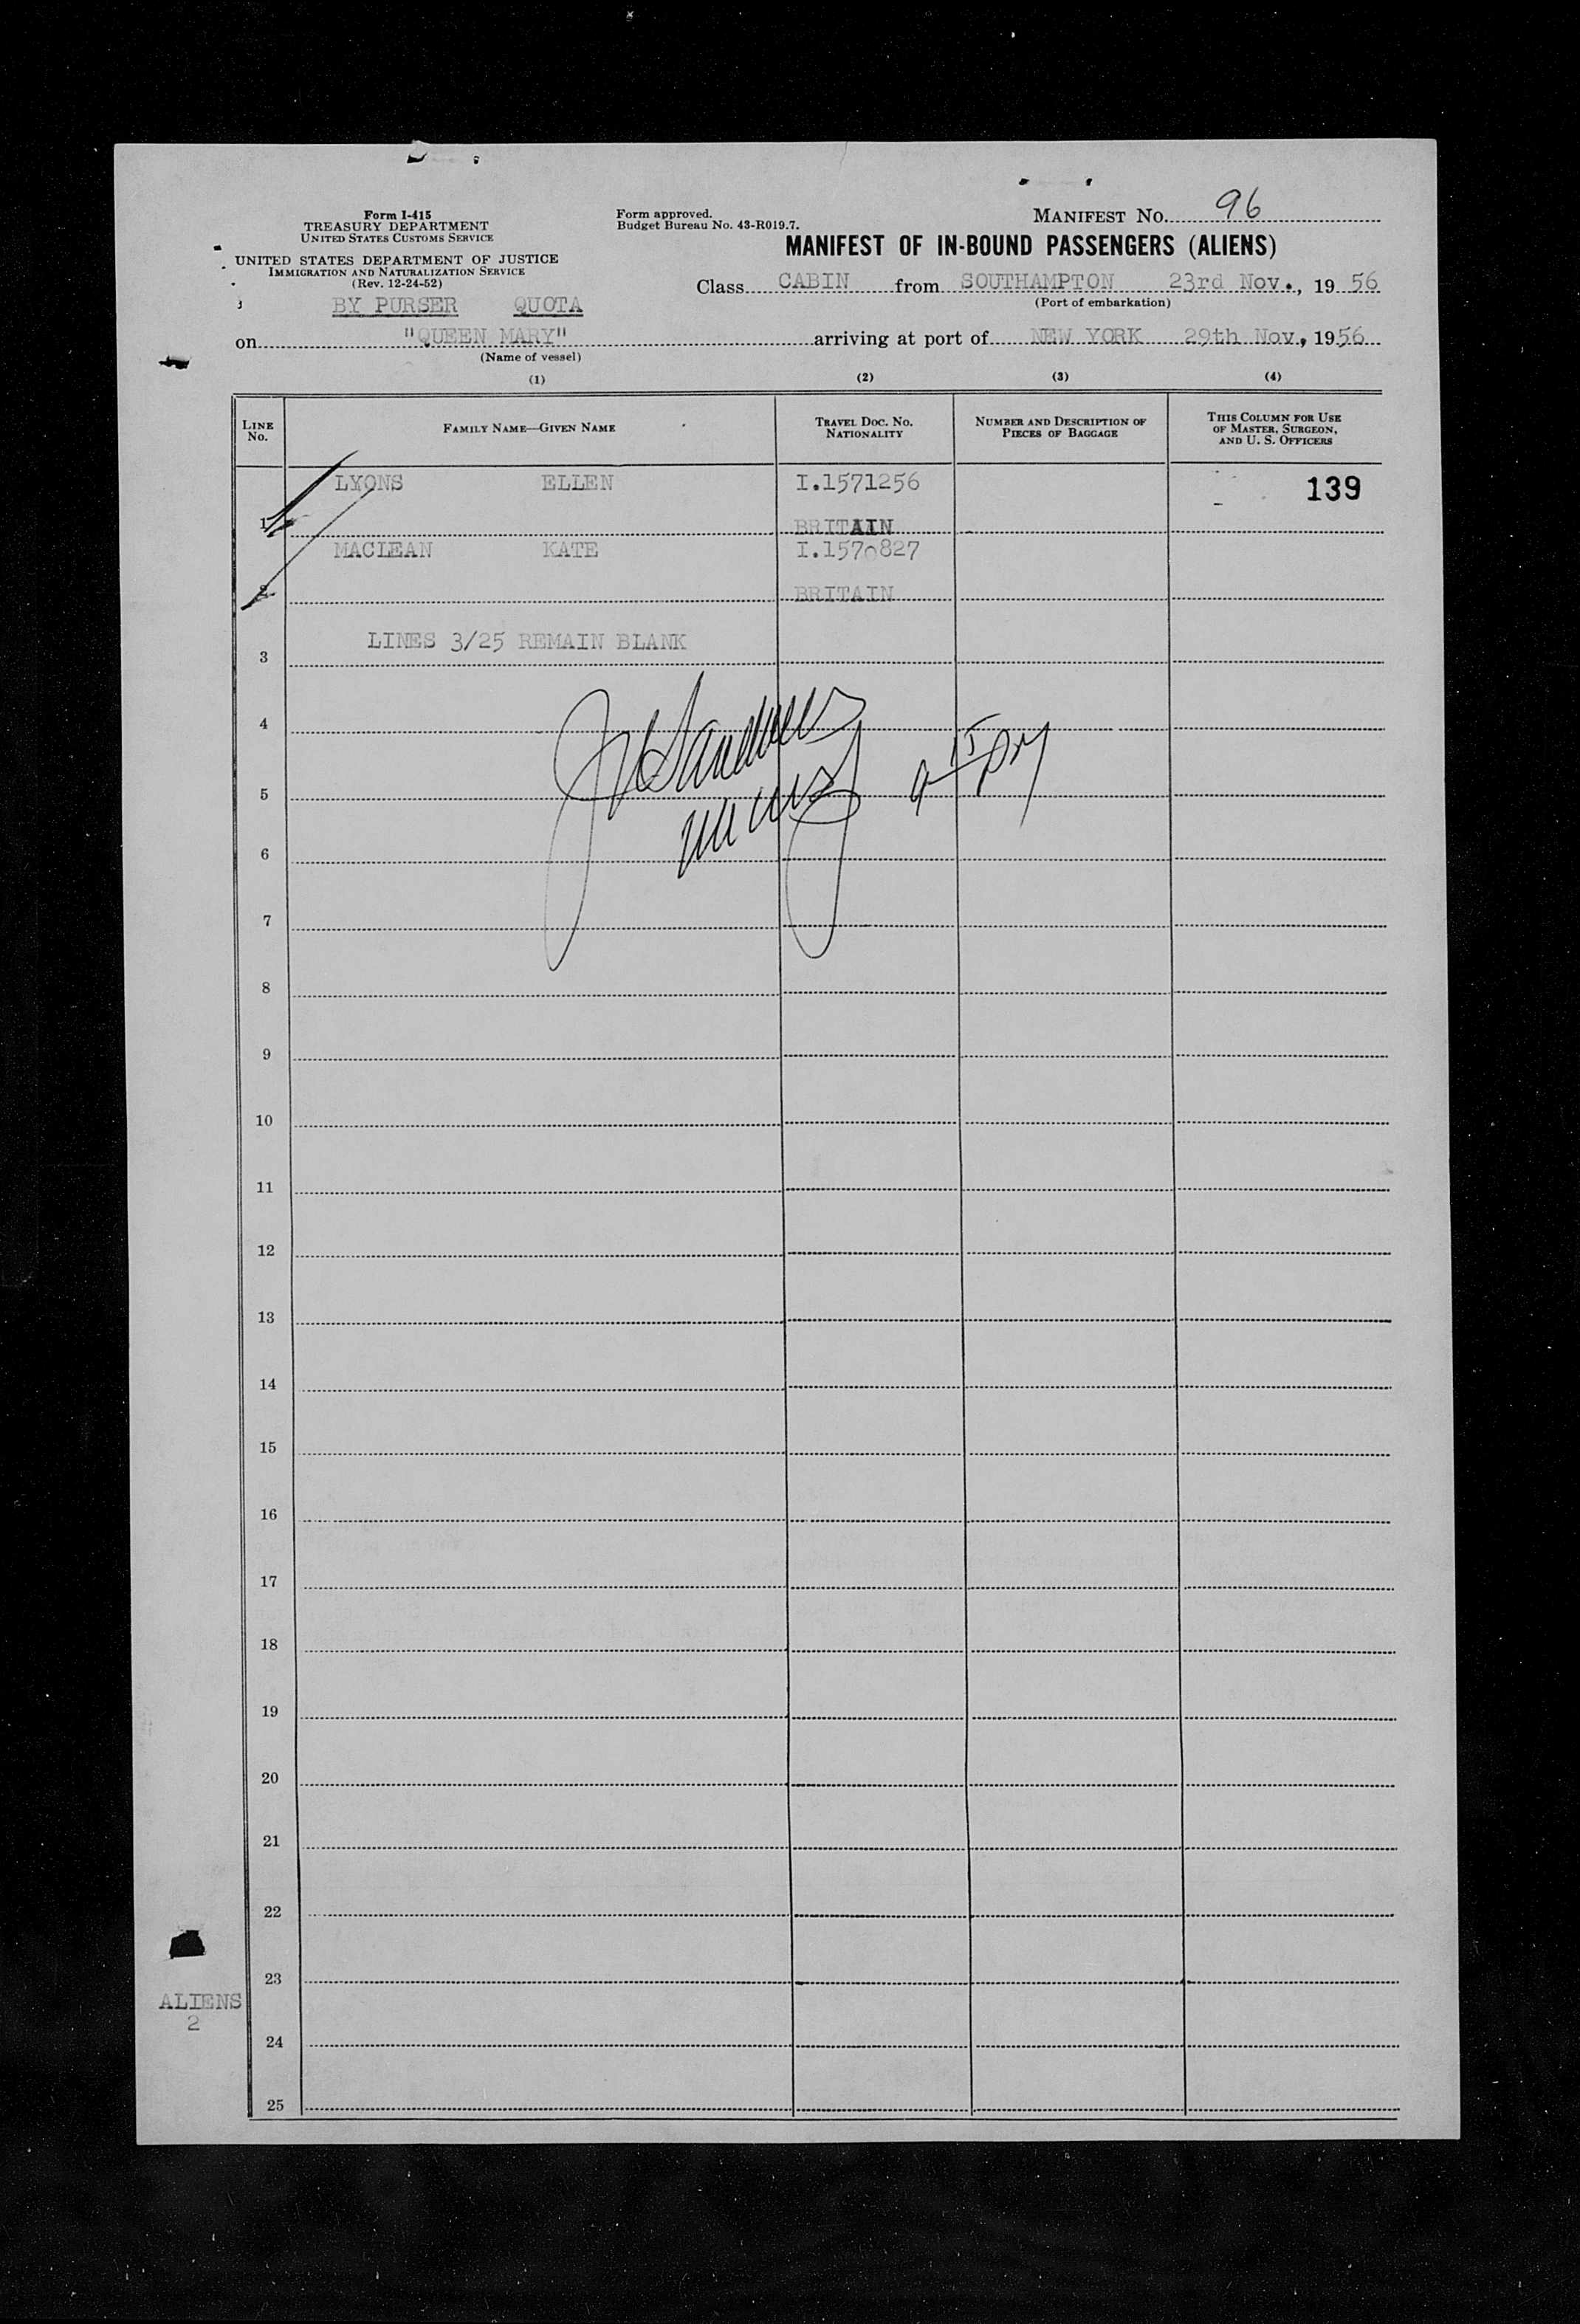 Form I-415
TREASURY DEPARTMENT
UNITED STATES CUSTOMS SERVICE
UNITED STATES DEPARTMENT OF JUSTICE
IMMIGRATION AND NATURALIZATION SERVICE
(Rev. 12-24-52)
BY PURSER QUOTA
Form approved.
Budget Bureau No. 43-R019.7.
MANIFEST NO. 96
MANIFEST OF IN-BOUND PASSENGERS (ALIENS)
Class CABIN from SOUTHAMPTON 23rd Nov., 1956
(Port of embarkation)
on "QUEEN MARY" arriving at port of NEW YORK 29th Nov., 1956
(Name of vessel)
(1) (2) (3) (4)
LINE No. FAMILY NAME—GIVEN NAME TRAVEL DOC. NO. NATIONALITY NUMBER AND DESCRIPTION OF PIECES OF BAGGAGE THIS COLUMN FOR USE OF MASTER, SURGEON, AND U. S. OFFICERS
LYONS ELLEN I.1571256 139
1 BRITAIN
MACLEAN KATE I.1570827
2 BRITAIN
LINES 3/25 REMAIN BLANK
3
4
5
6
7
8
9
10
11
12
13
14
15
16
17
18
19
20
21
22
23
ALIENS
2
24
25